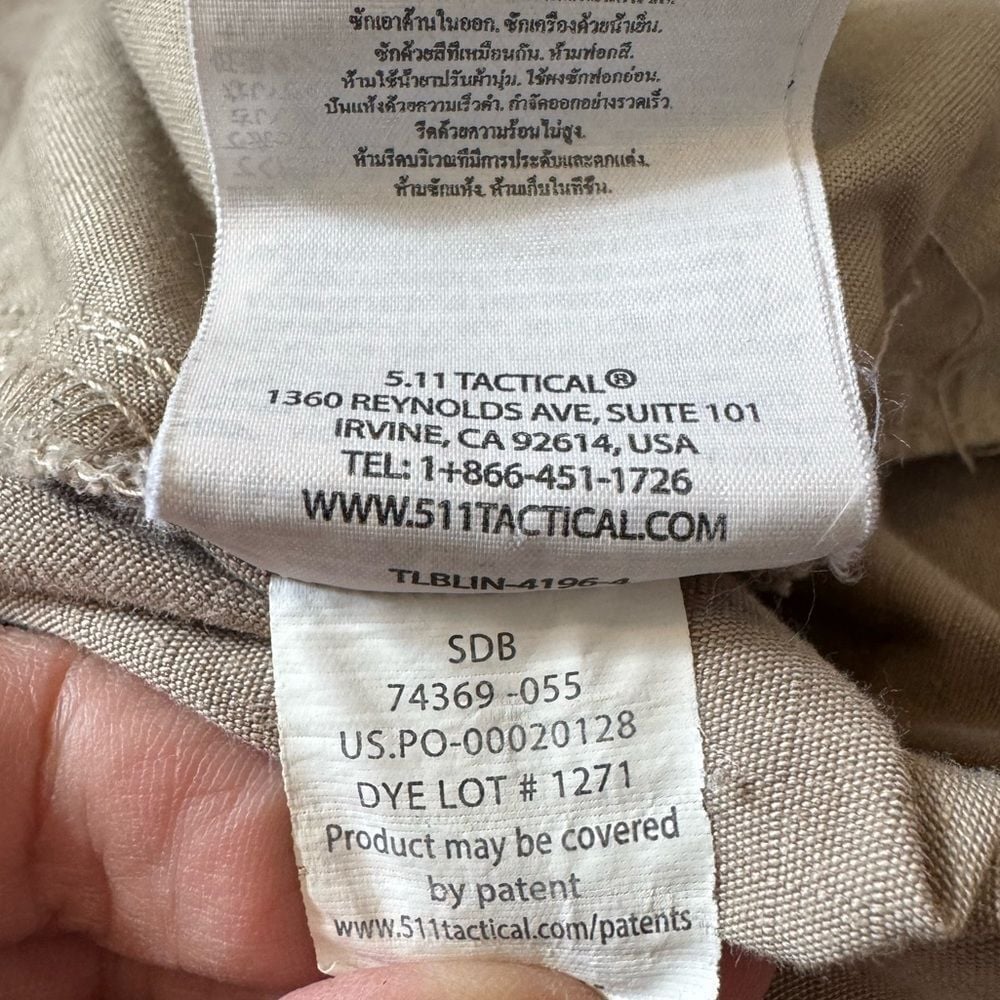 ซักเอาด้านในออก. ซักเครื่องด้วยน้ำเย็น.
ซักด้วยสีที่เหมือนกัน. ห้ามฟอกสี.
ห้ามใช้น้ำยาปรับผ้านุ่ม. ใช้ผงซักฟอกอ่อน.
ปั่นแห้งด้วยความเร็วต่ำ. กำจัดออกอย่างรวดเร็ว.
รีดด้วยความร้อนไม่สูง.
ห้ามรีดบริเวณที่มีการประดับและตกแต่ง.
ห้ามซักแห้ง. ห้ามเก็บในที่ชื้น.
5.11 TACTICAL®
1360 REYNOLDS AVE, SUITE 101
IRVINE, CA 92614, USA
TEL: 1+866-451-1726
WWW.511TACTICAL.COM
TLBLIN-4196-4
SDB
74369 -055
US.PO-00020128
DYE LOT # 1271
Product may be covered
by patent
www.511tactical.com/patents